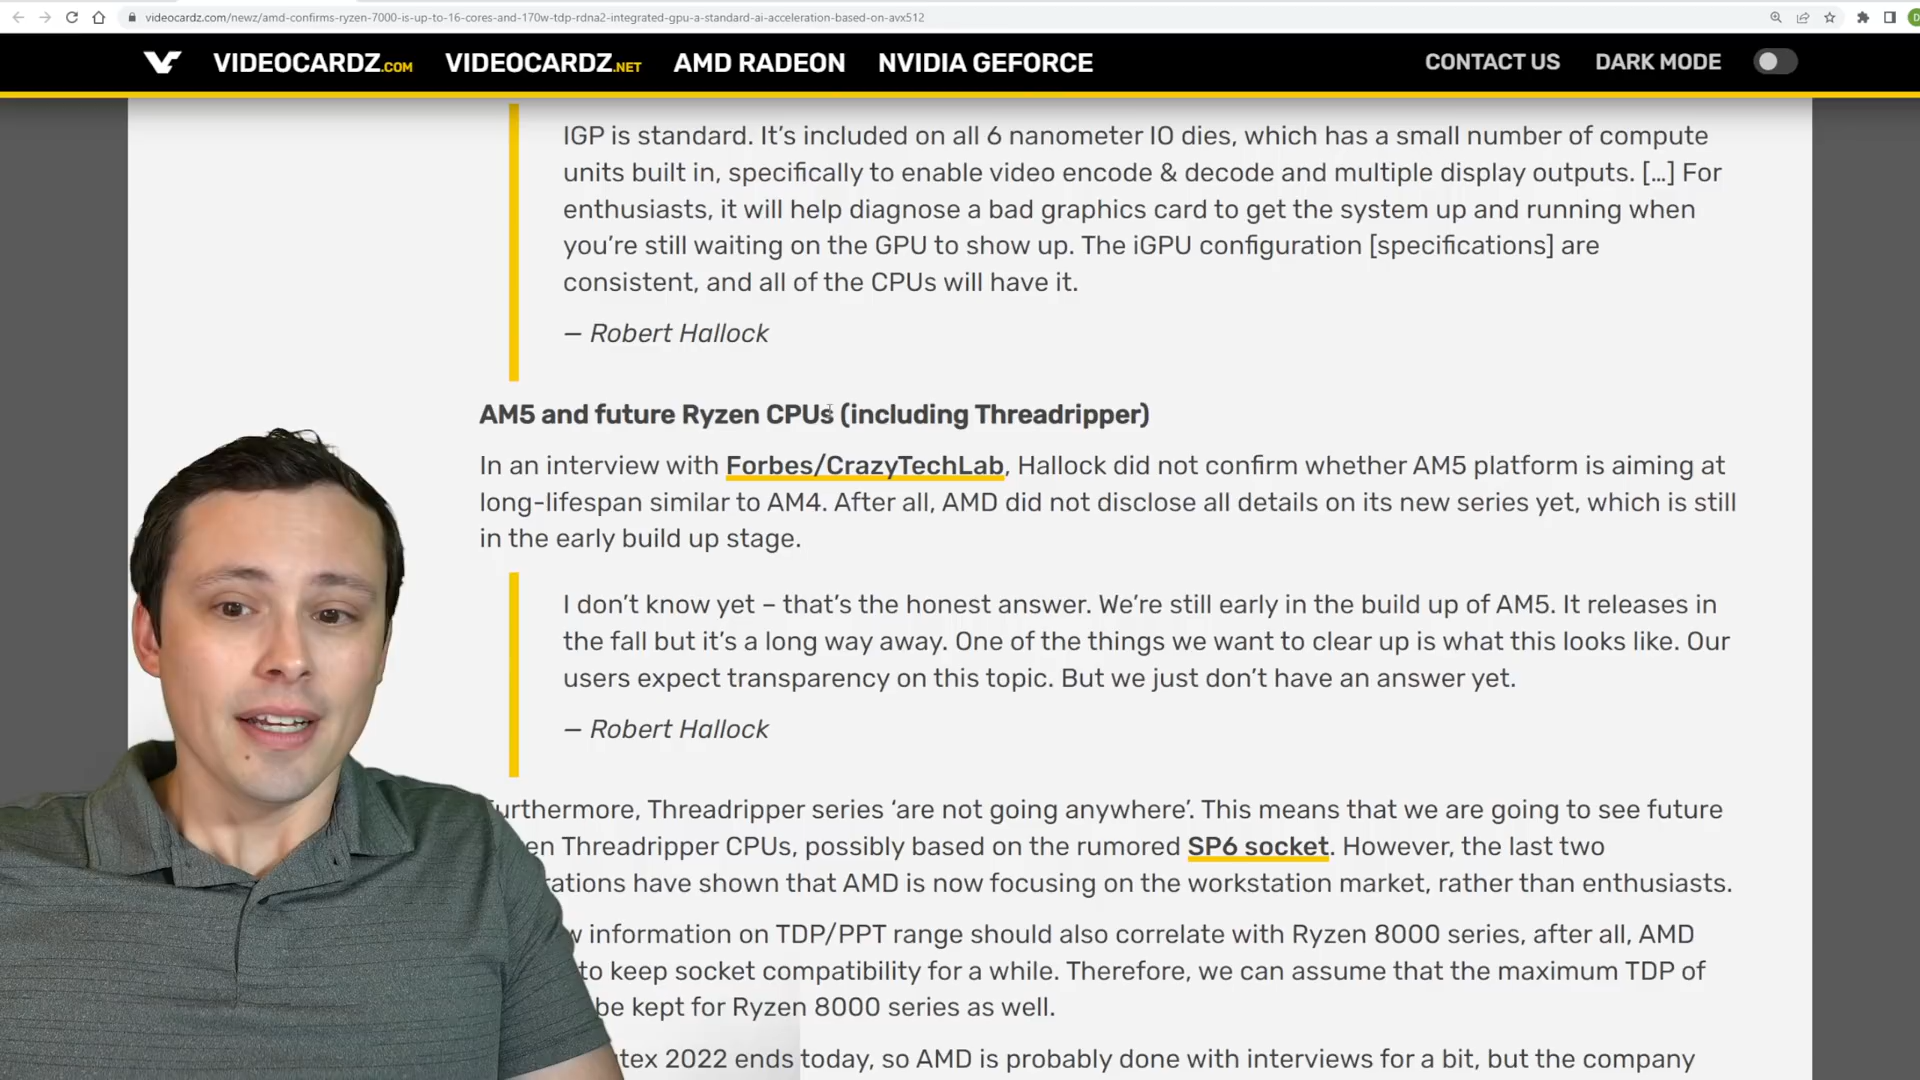 videocardz.com/newz/amd-confirms-ryzen-7000-is-up-to-16-cores-and-170w-tdp-rdna2-integrated-gpu-a-standard-ai-acceleration-based-on-avx512
VIDEOCARDZ.COM VIDEOCARDZ.NET AMD RADEON NVIDIA GEFORCE CONTACT US DARK MODE
IGP is standard. It’s included on all 6 nanometer IO dies, which has a small number of compute
units built in, specifically to enable video encode & decode and multiple display outputs. […] For
enthusiasts, it will help diagnose a bad graphics card to get the system up and running when
you’re still waiting on the GPU to show up. The iGPU configuration [specifications] are
consistent, and all of the CPUs will have it.
— Robert Hallock
AM5 and future Ryzen CPUs (including Threadripper)
In an interview with Forbes/CrazyTechLab, Hallock did not confirm whether AM5 platform is aiming at
long-lifespan similar to AM4. After all, AMD did not disclose all details on its new series yet, which is still
in the early build up stage.
I don’t know yet – that’s the honest answer. We’re still early in the build up of AM5. It releases in
the fall but it’s a long way away. One of the things we want to clear up is what this looks like. Our
users expect transparency on this topic. But we just don’t have an answer yet.
— Robert Hallock
urthermore, Threadripper series ‘are not going anywhere’. This means that we are going to see future
en Threadripper CPUs, possibly based on the rumored SP6 socket. However, the last two
rations have shown that AMD is now focusing on the workstation market, rather than enthusiasts.
w information on TDP/PPT range should also correlate with Ryzen 8000 series, after all, AMD
to keep socket compatibility for a while. Therefore, we can assume that the maximum TDP of
be kept for Ryzen 8000 series as well.
tex 2022 ends today, so AMD is probably done with interviews for a bit, but the company